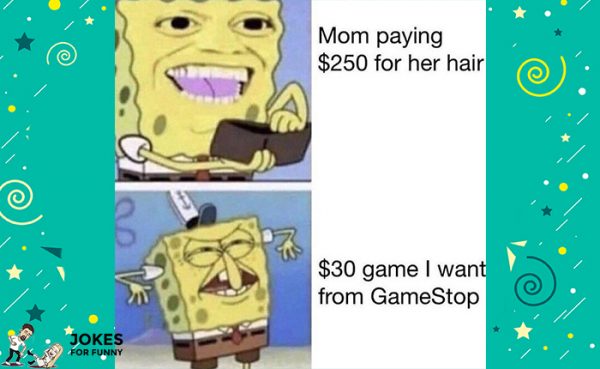 Mom paying
$250 for her hair
$30 game I want
from GameStop
JOKES
FOR FUNNY